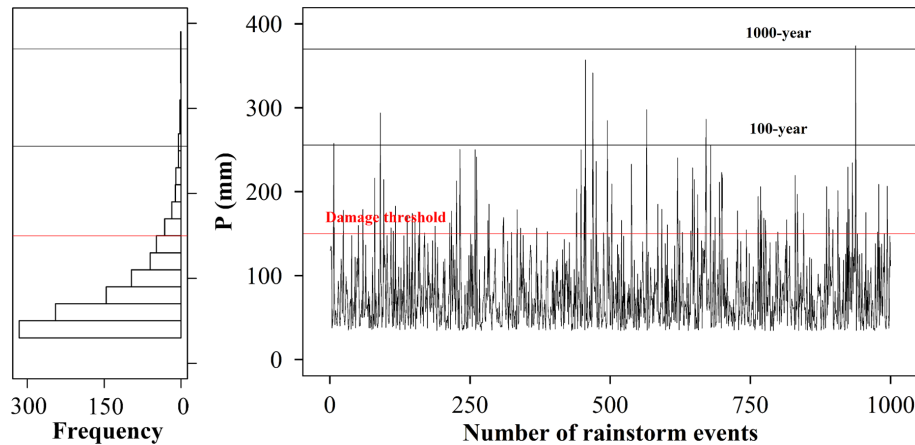 400
1000-year
300
100-year
P (mm)
200
Damage threshold
100
0
300 150 0
0 250 500 750 1000
Frequency
Number of rainstorm events